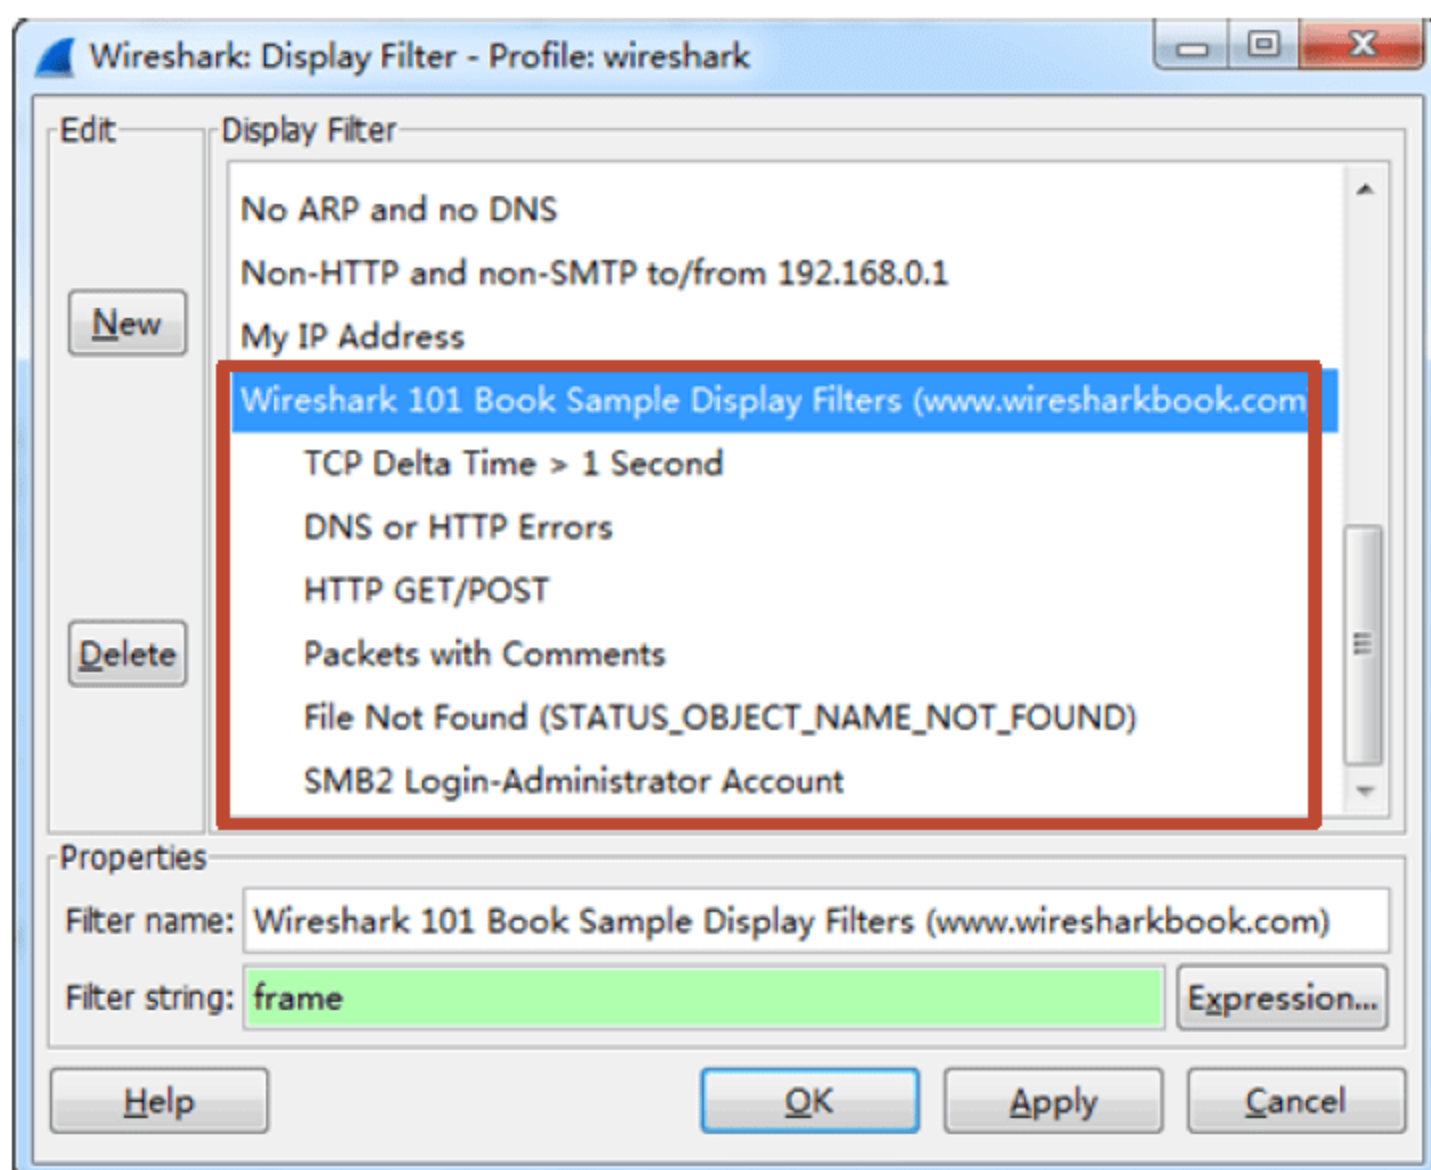 Wireshark: Display Filter - Profile: wireshark
Edit
Display Filter
No ARP and no DNS
Non-HTTP and non-SMTP to/from 192.168.0.1
New
My IP Address
Wireshark 101 Book Sample Display Filters (www.wiresharkbook.com)
TCP Delta Time > 1 Second
DNS or HTTP Errors
HTTP GET/POST
Delete
Packets with Comments
File Not Found (STATUS_OBJECT_NAME_NOT_FOUND)
SMB2 Login-Administrator Account
Properties
Filter name: Wireshark 101 Book Sample Display Filters (www.wiresharkbook.com)
Filter string: frame Expression...
Help OK Apply Cancel